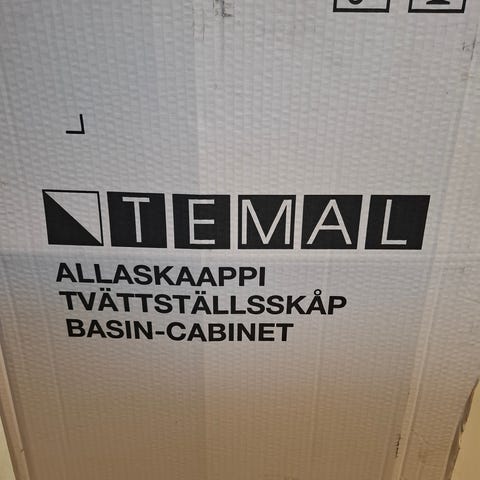 TEMAL
ALLASKAAPPI
TVÄTTSTÄLLSSKÅP
BASIN-CABINET